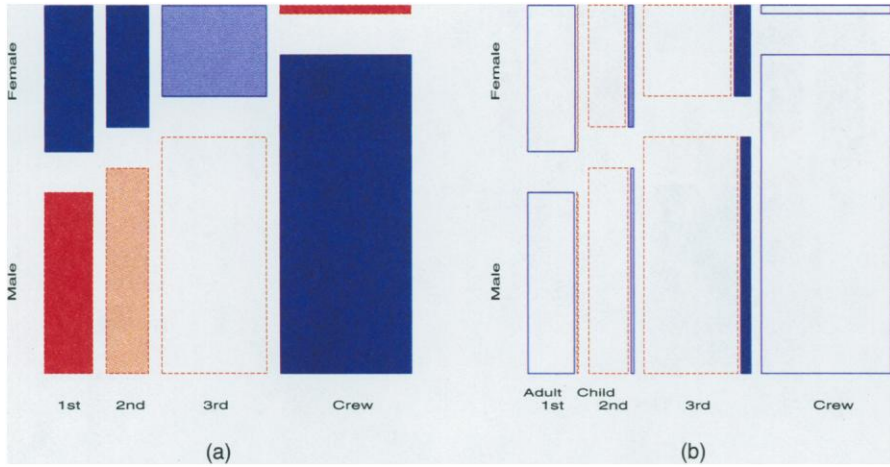 Female
Male
1st 2nd 3rd Crew
(a)
Female
Male
Adult Child
1st 2nd 3rd Crew
(b)